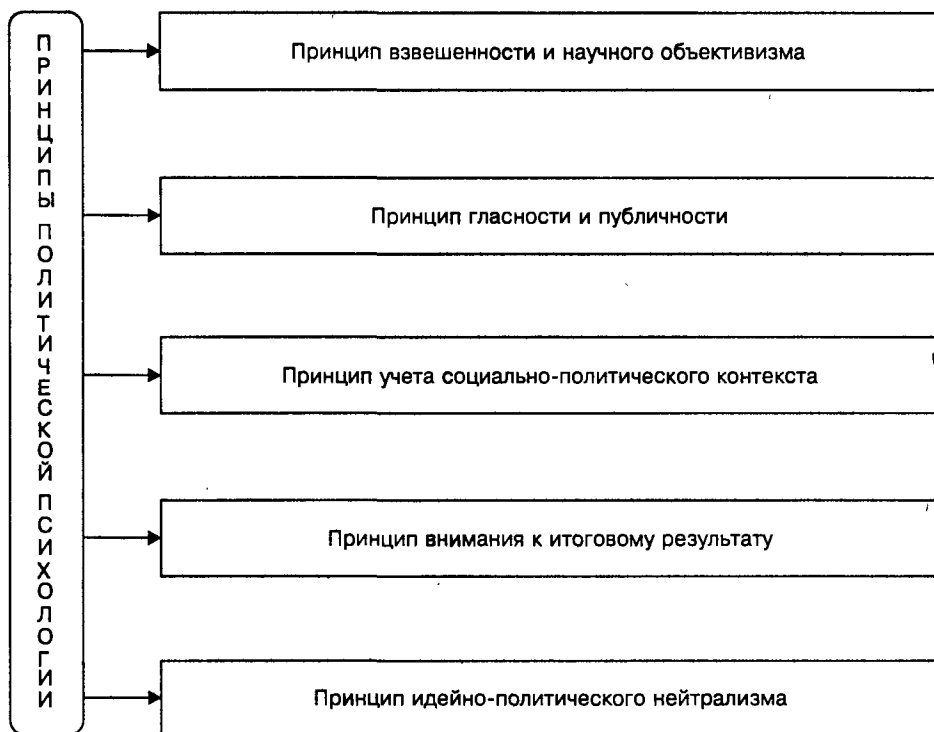 ПРИНЦИПЫ ПОЛИТИЧЕСКОЙ ПСИХОЛОГИИ
Принцип взвешенности и научного объективизма
Принцип гласности и публичности
Принцип учета социально-политического контекста
Принцип внимания к итоговому результату
Принцип идейно-политического нейтрализма